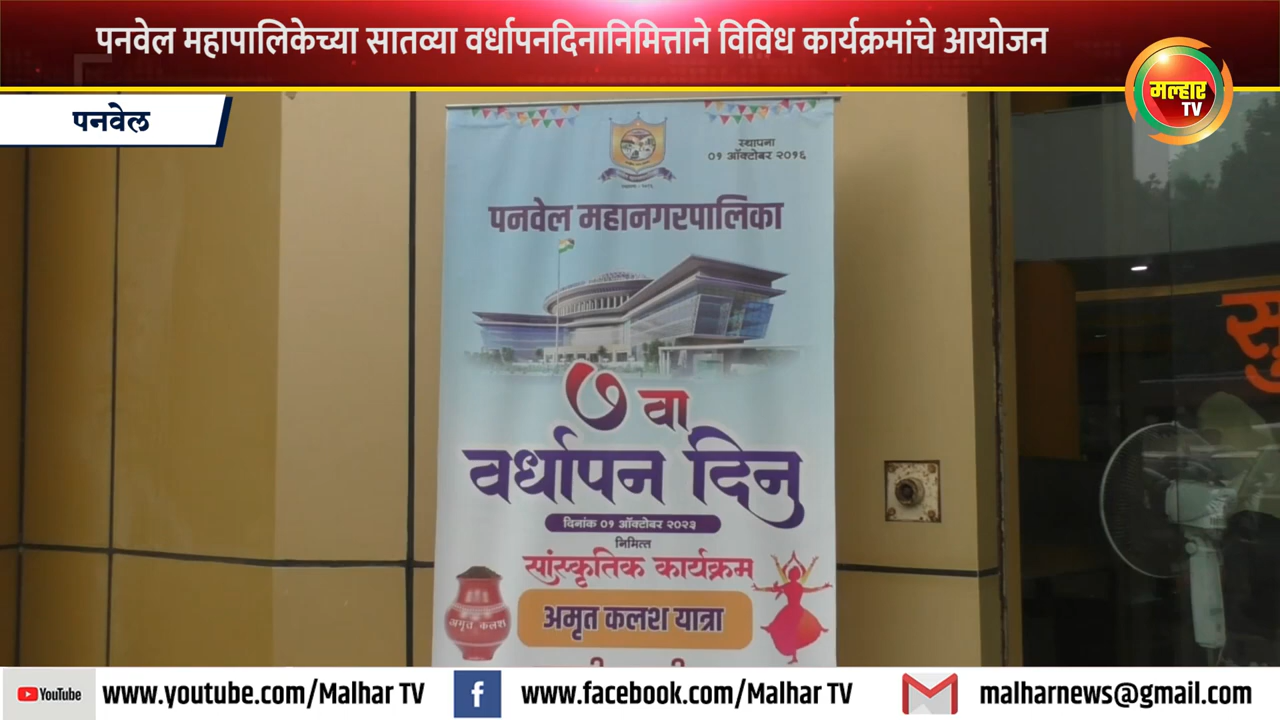 पनवेल महापालिकेच्या सातव्या वर्धापनदिनानिमित्ताने विविध कार्यक्रमांचे आयोजन
मल्हार
TV
पनवेल
स्थापना
०१ ऑक्टोबर २०१६
पनवेल महानगरपालिका
७ वा
वर्धापन दिन
दिनांक ०१ ऑक्टोबर २०२३
निमित्त
सांस्कृतिक कार्यक्रम
अमृत कलश
अमृत कलश यात्रा
YouTube
www.youtube.com/Malhar TV
www.facebook.com/Malhar TV
malharnews@gmail.com